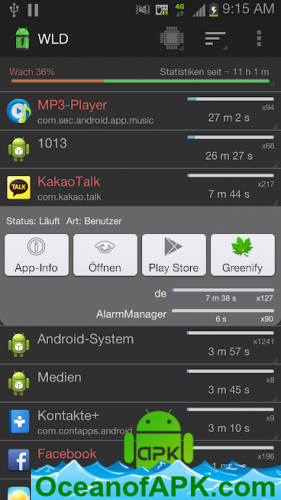 4G
9:15 AM
WLD
Wach 36%
Statistiken seit ~ 11 h 1 m
MP3-Player
x94
com.sec.android.app.music
27 m 2 s
1013
x66
26 m 27 s
TALK
KakaoTalk
x217
com.kakao.talk
7 m 44 s
Status: Läuft Art: Benutzer
App-Info
Öffnen
Play Store
Greenify
de
7 m 38 s
x127
AlarmManager
6 s
x90
Android-System
x1241
3 m 57 s
Medien
x8
3 m 45 s
Kontakte+
x9
com.contapps.android
3 m 10 s
Facebook
x196
apk
OceanofAPK.com